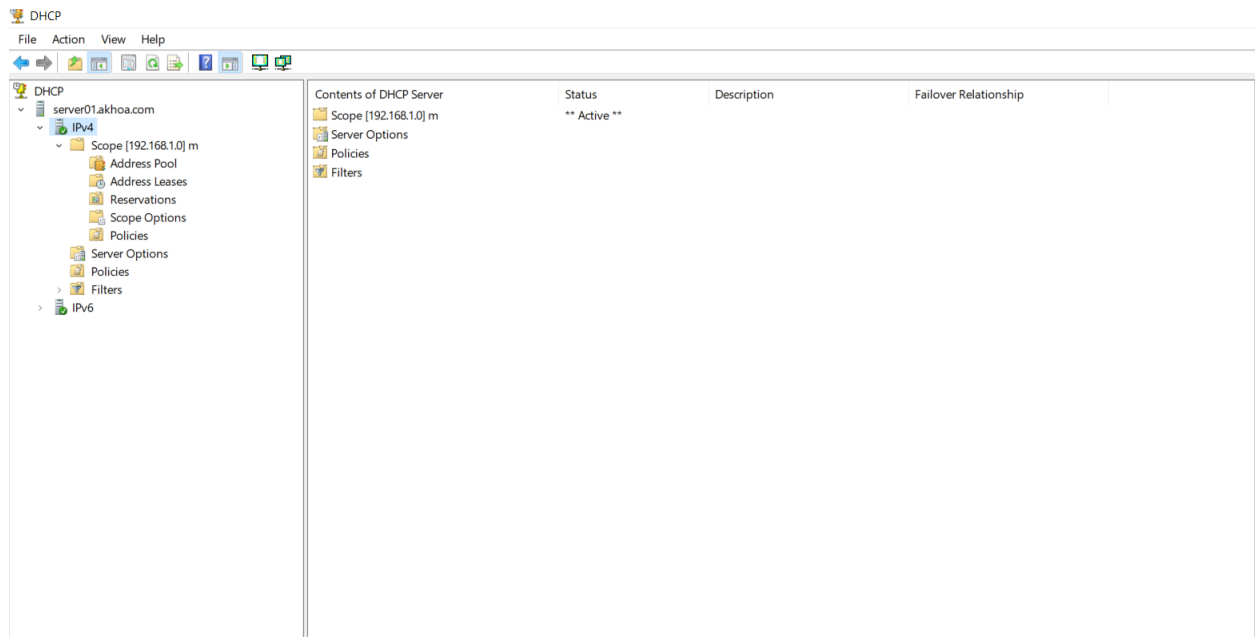 DHCP
File Action View Help
DHCP
server01.akhoa.com
IPv4
Scope [192.168.1.0] m
Address Pool
Address Leases
Reservations
Scope Options
Policies
Server Options
Policies
Filters
IPv6
Contents of DHCP Server Status Description Failover Relationship
Scope [192.168.1.0] m ** Active **
Server Options
Policies
Filters